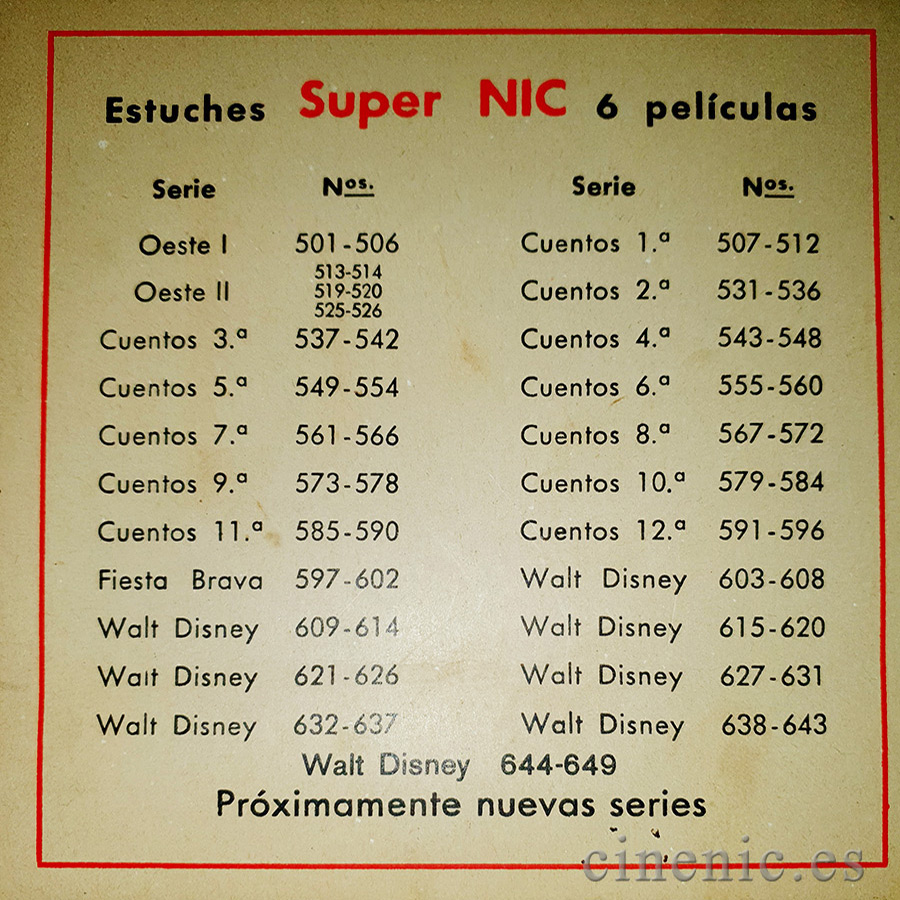 Estuches Super NIC 6 películas
Serie Nos. Serie Nos.
Oeste I 501-506 Cuentos 1.ª 507-512
513-514
Oeste II 519-520 Cuentos 2.ª 531-536
525-526
Cuentos 3.ª 537-542 Cuentos 4.ª 543-548
Cuentos 5.ª 549-554 Cuentos 6.ª 555-560
Cuentos 7.ª 561-566 Cuentos 8.ª 567-572
Cuentos 9.ª 573-578 Cuentos 10.ª 579-584
Cuentos 11.ª 585-590 Cuentos 12.ª 591-596
Fiesta Brava 597-602 Walt Disney 603-608
Walt Disney 609-614 Walt Disney 615-620
Walt Disney 621-626 Walt Disney 627-631
Walt Disney 632-637 Walt Disney 638-643
Walt Disney 644-649
Próximamente nuevas series
cinenic.es